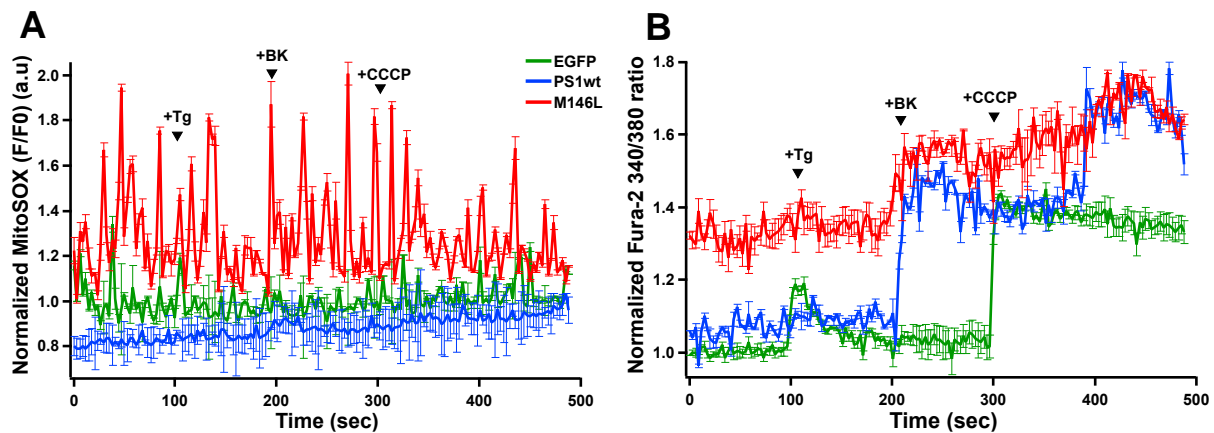 A
Normalized MitoSOX (F/F0) (a.u)
2.0
1.8
1.6
1.4
1.2
1.0
0.8
+Tg
+BK
+CCCP
EGFP
PS1wt
M146L
0
100
200
300
400
500
Time (sec)
B
Normalized Fura-2 340/380 ratio
1.8
1.6
1.4
1.2
1.0
+Tg
+BK
+CCCP
0
100
200
300
400
500
Time (sec)